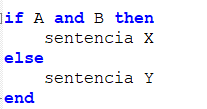 if A and B then
    sentencia X
else
    sentencia Y
end